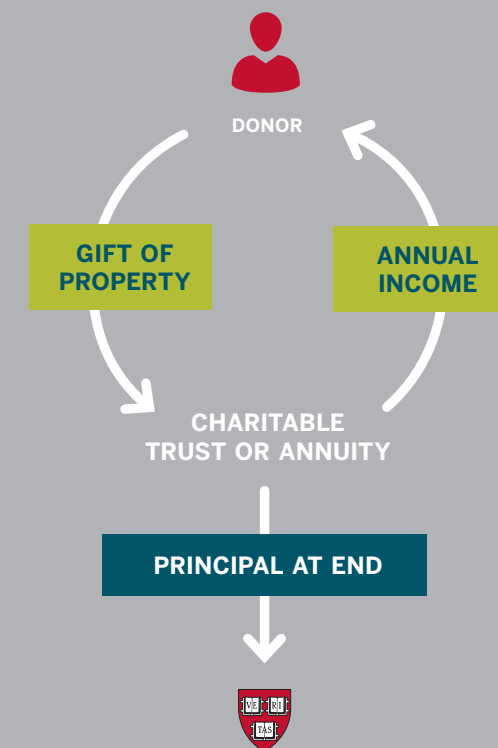 DONOR
GIFT OF
PROPERTY
ANNUAL
INCOME
CHARITABLE
TRUST OR ANNUITY
PRINCIPAL AT END
VE RI
TAS